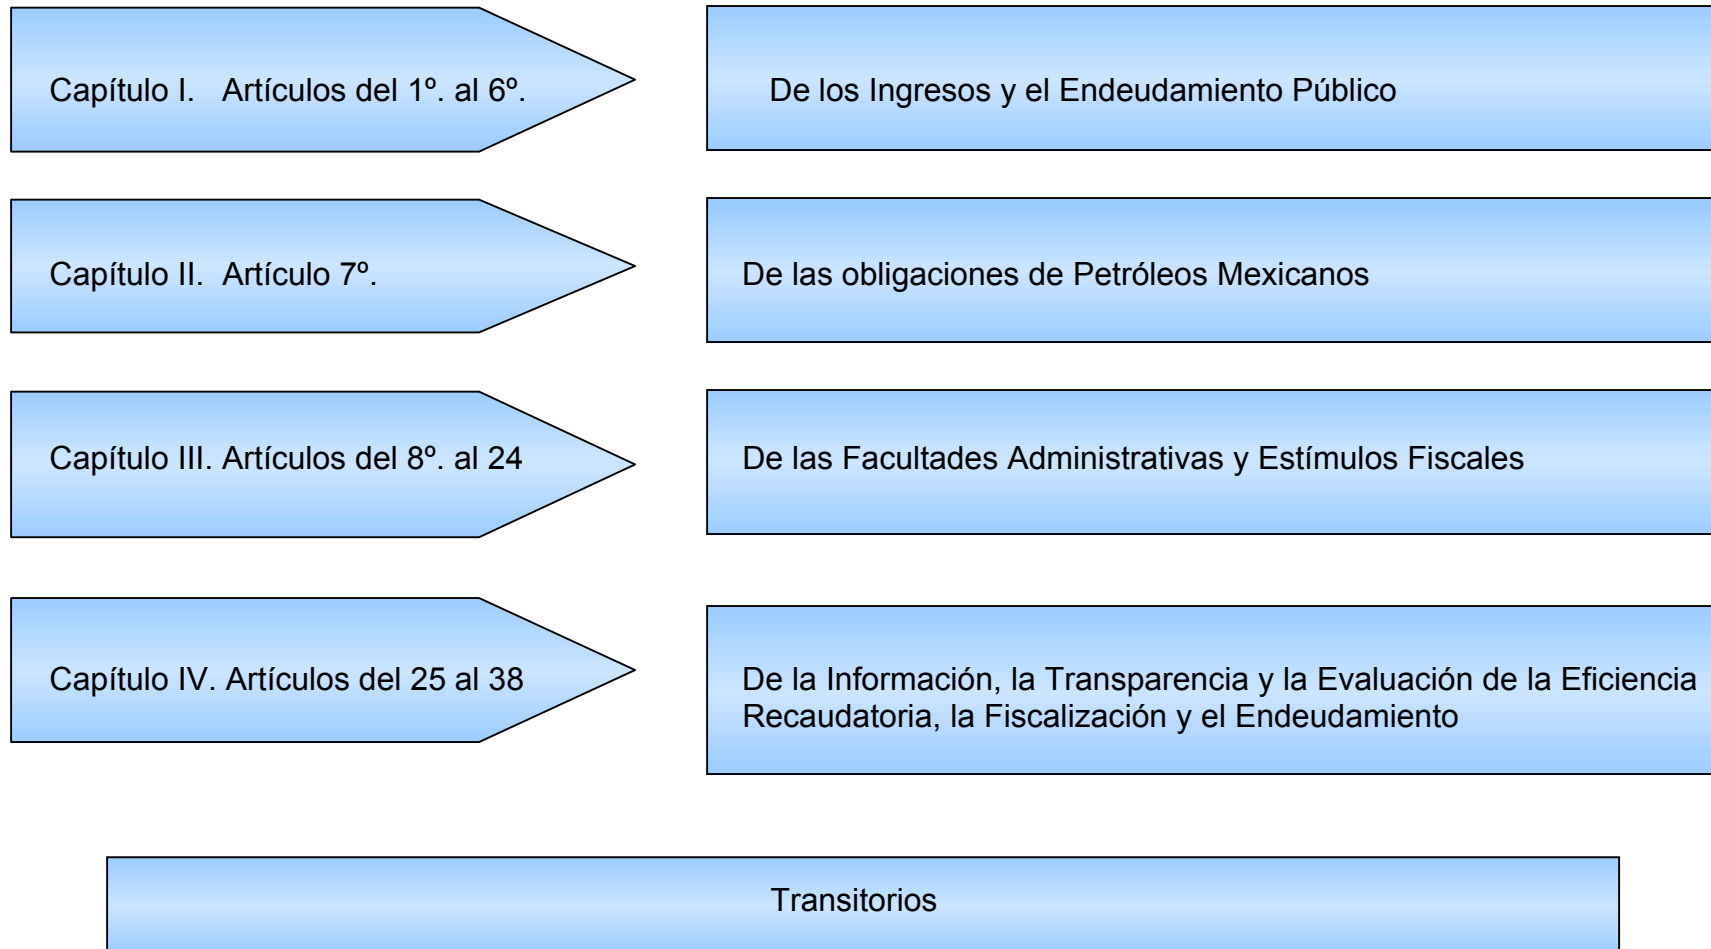 Capítulo I. Artículos del 1º. al 6º.
De los Ingresos y el Endeudamiento Público
Capítulo II. Artículo 7º.
De las obligaciones de Petróleos Mexicanos
Capítulo III. Artículos del 8º. al 24
De las Facultades Administrativas y Estímulos Fiscales
Capítulo IV. Artículos del 25 al 38
De la Información, la Transparencia y la Evaluación de la Eficiencia
Recaudatoria, la Fiscalización y el Endeudamiento
Transitorios